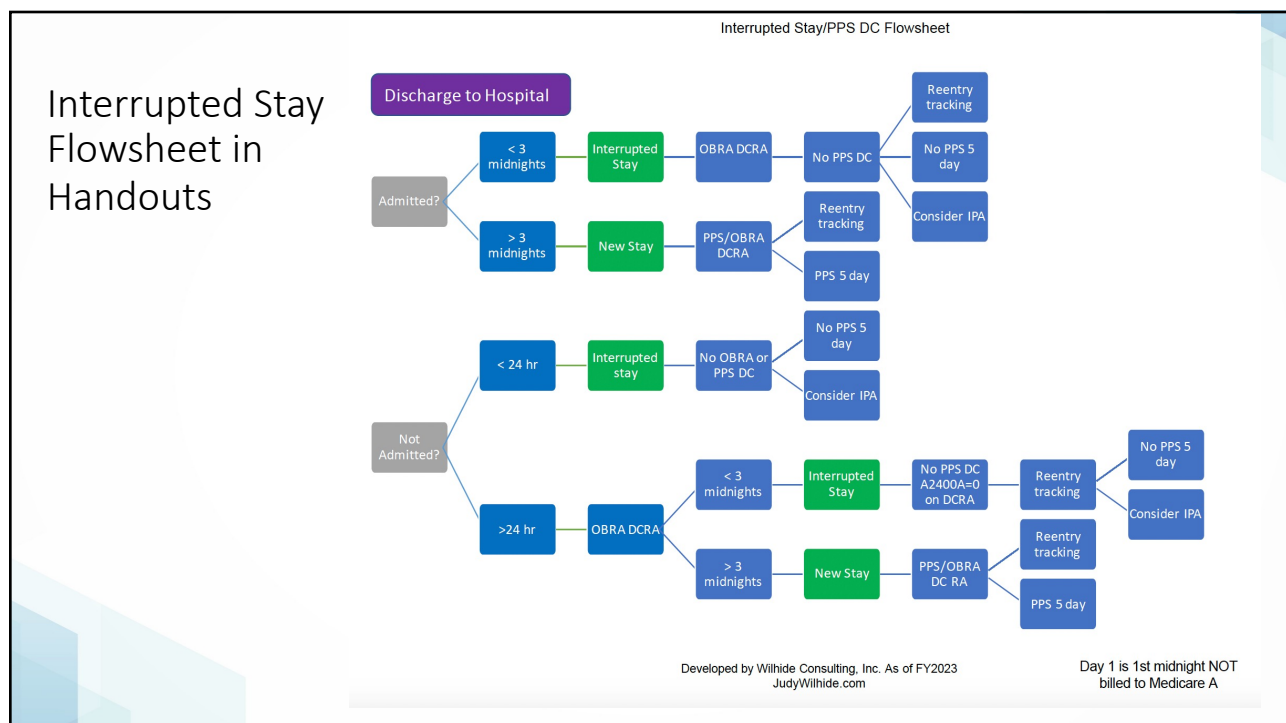 Interrupted Stay/PPS DC Flowsheet
Interrupted Stay
Flowsheet in
Handouts
Discharge to Hospital
Admitted?
< 3
midnights
Interrupted
Stay
OBRA DCRA
No PPS DC
Reentry
tracking
No PPS 5
day
Consider IPA
> 3
midnights
New Stay
PPS/OBRA
DCRA
Reentry
tracking
PPS 5 day
Not
Admitted?
< 24 hr
Interrupted
stay
No OBRA or
PPS DC
No PPS 5
day
Consider IPA
>24 hr
OBRA DCRA
< 3
midnights
Interrupted
Stay
No PPS DC
A2400A=0
on DCRA
Reentry
tracking
No PPS 5
day
Consider IPA
> 3
midnights
New Stay
PPS/OBRA
DC RA
Reentry
tracking
PPS 5 day
Developed by Wilhide Consulting, Inc. As of FY2023
JudyWilhide.com
Day 1 is 1st midnight NOT
billed to Medicare A